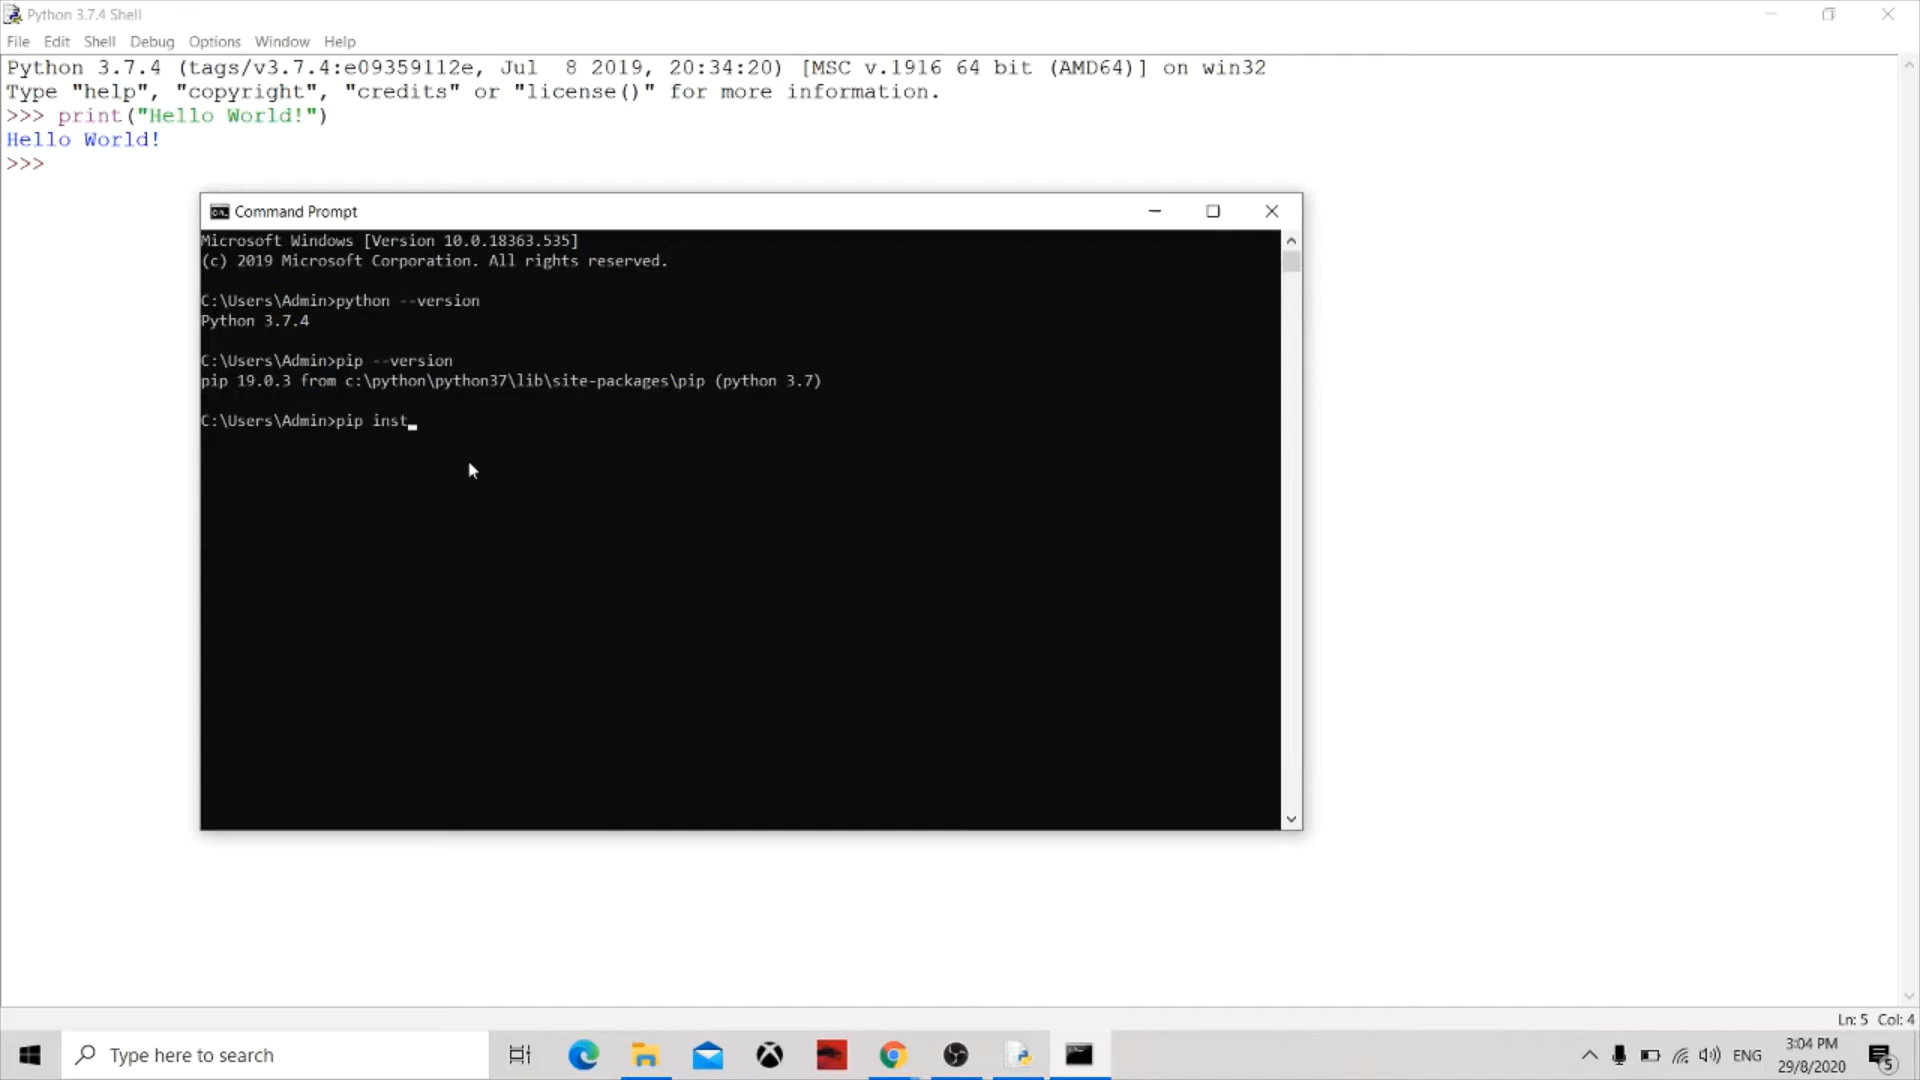 Python 3.7.4 Shell
File Edit Shell Debug Options Window Help
Python 3.7.4 (tags/v3.7.4:e09359112e, Jul  8 2019, 20:34:20) [MSC v.1916 64 bit (AMD64)] on win32
Type "help", "copyright", "credits" or "license()" for more information.
>>> print("Hello World!")
Hello World!
>>>
Command Prompt
Microsoft Windows [Version 10.0.18363.535]
(c) 2019 Microsoft Corporation. All rights reserved.
C:\Users\Admin>python --version
Python 3.7.4
C:\Users\Admin>pip --version
pip 19.0.3 from c:\python\python37\lib\site-packages\pip (python 3.7)
C:\Users\Admin>pip inst_
Ln: 5 Col: 4
Type here to search
ENG
3:04 PM
29/8/2020
5